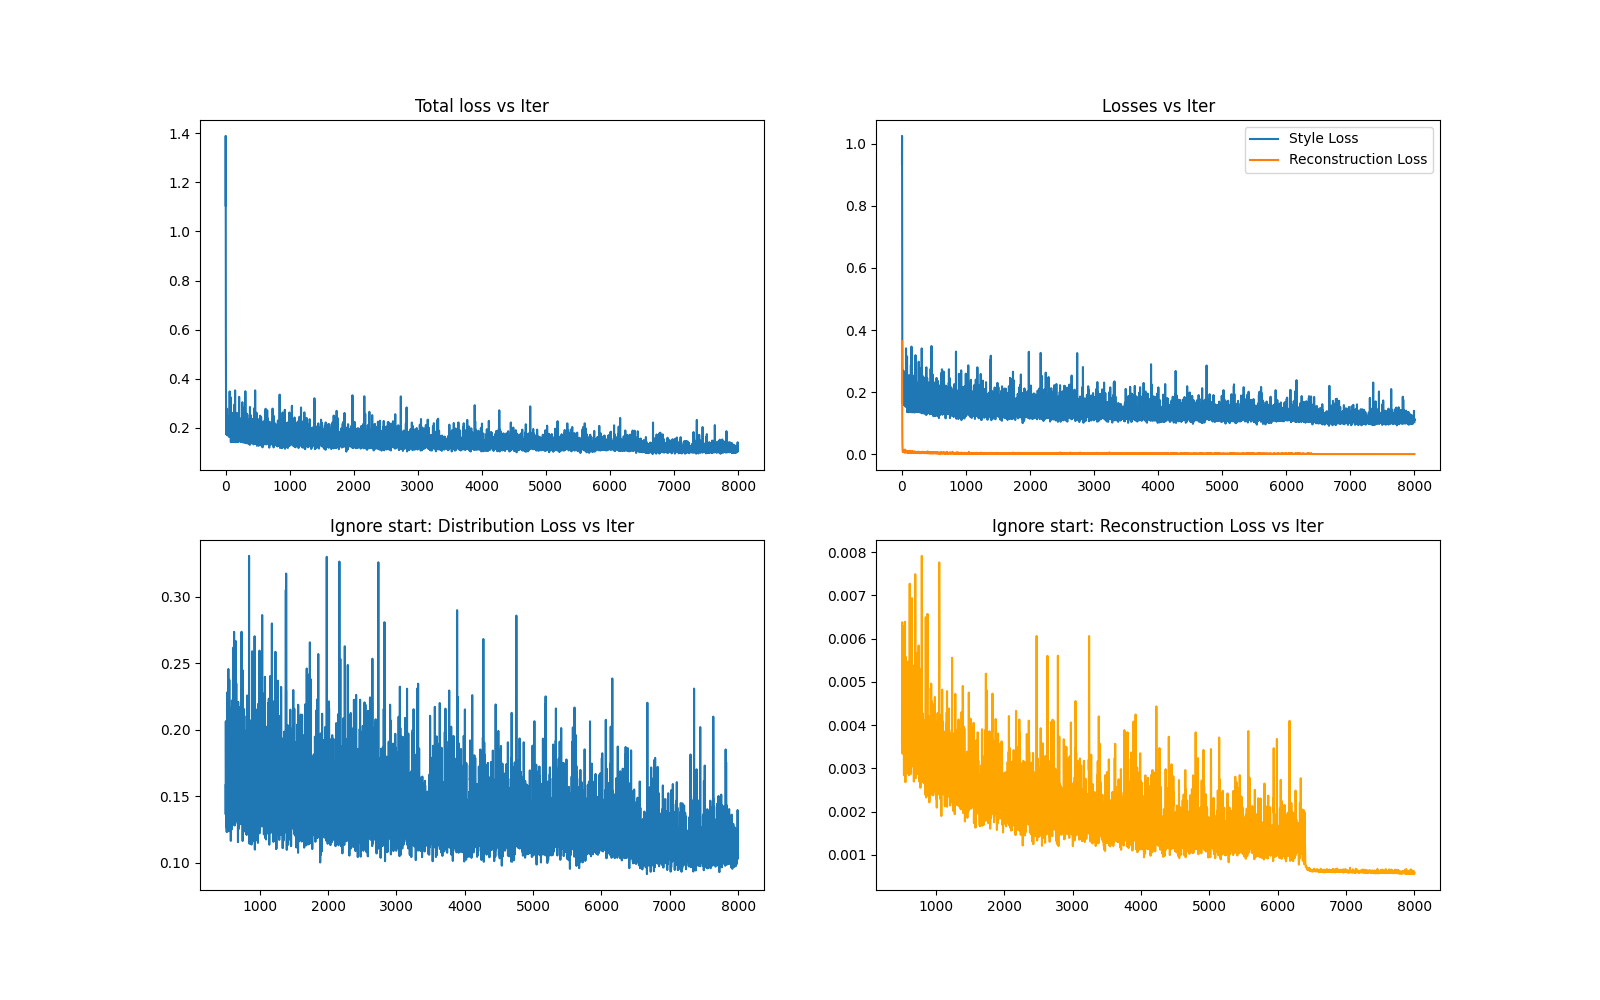 Total loss vs Iter
1.4
1.2
1.0
0.8
0.6
0.4
0.2
0 1000 2000 3000 4000 5000 6000 7000 8000
Losses vs Iter
Style Loss
Reconstruction Loss
1.0
0.8
0.6
0.4
0.2
0.0
0 1000 2000 3000 4000 5000 6000 7000 8000
Ignore start: Distribution Loss vs Iter
0.30
0.25
0.20
0.15
0.10
1000 2000 3000 4000 5000 6000 7000 8000
Ignore start: Reconstruction Loss vs Iter
0.008
0.007
0.006
0.005
0.004
0.003
0.002
0.001
1000 2000 3000 4000 5000 6000 7000 8000